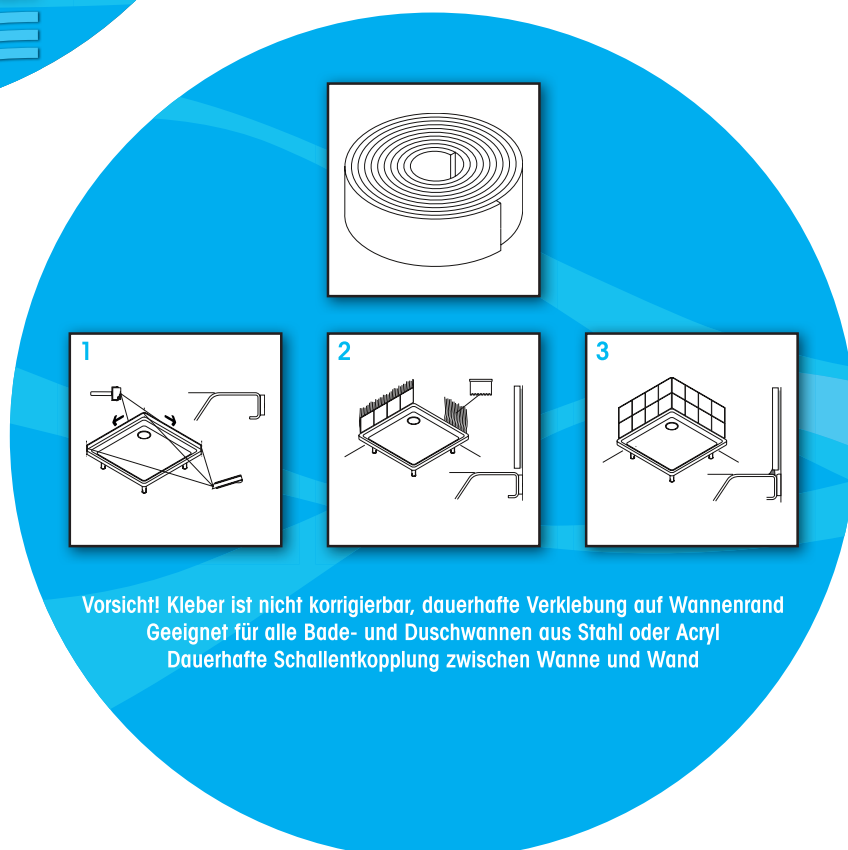 1
2
3
Vorsicht! Kleber ist nicht korrigierbar, dauerhafte Verklebung auf Wannenrand
Geeignet für alle Bade- und Duschwannen aus Stahl oder Acryl
Dauerhafte Schallentkopplung zwischen Wanne und Wand